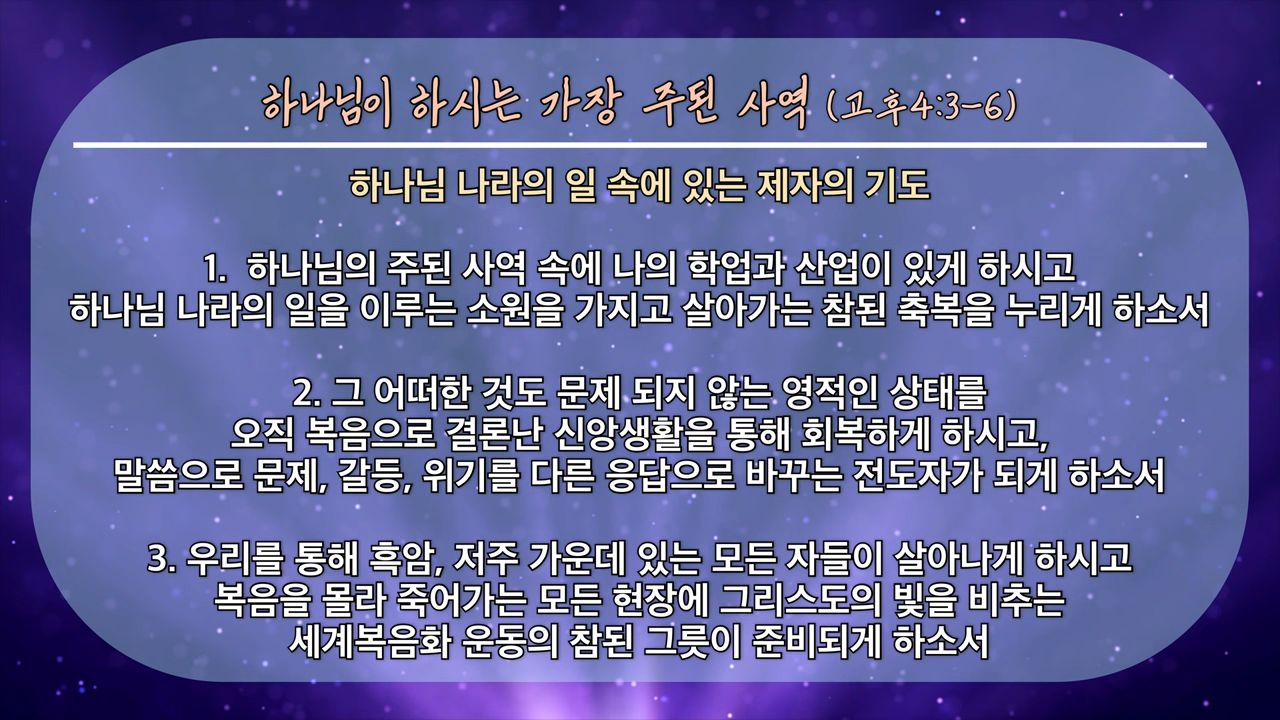 하나님이 하시는 가장 주된 사역 (고후4:3-6)
하나님 나라의 일 속에 있는 제자의 기도
1. 하나님의 주된 사역 속에 나의 학업과 산업이 있게 하시고
하나님 나라의 일을 이루는 소원을 가지고 살아가는 참된 축복을 누리게 하소서
2. 그 어떠한 것도 문제 되지 않는 영적인 상태를
오직 복음으로 결론난 신앙생활을 통해 회복하게 하시고,
말씀으로 문제, 갈등, 위기를 다른 응답으로 바꾸는 전도자가 되게 하소서
3. 우리를 통해 흑암, 저주 가운데 있는 모든 자들이 살아나게 하시고
복음을 몰라 죽어가는 모든 현장에 그리스도의 빛을 비추는
세계복음화 운동의 참된 그릇이 준비되게 하소서